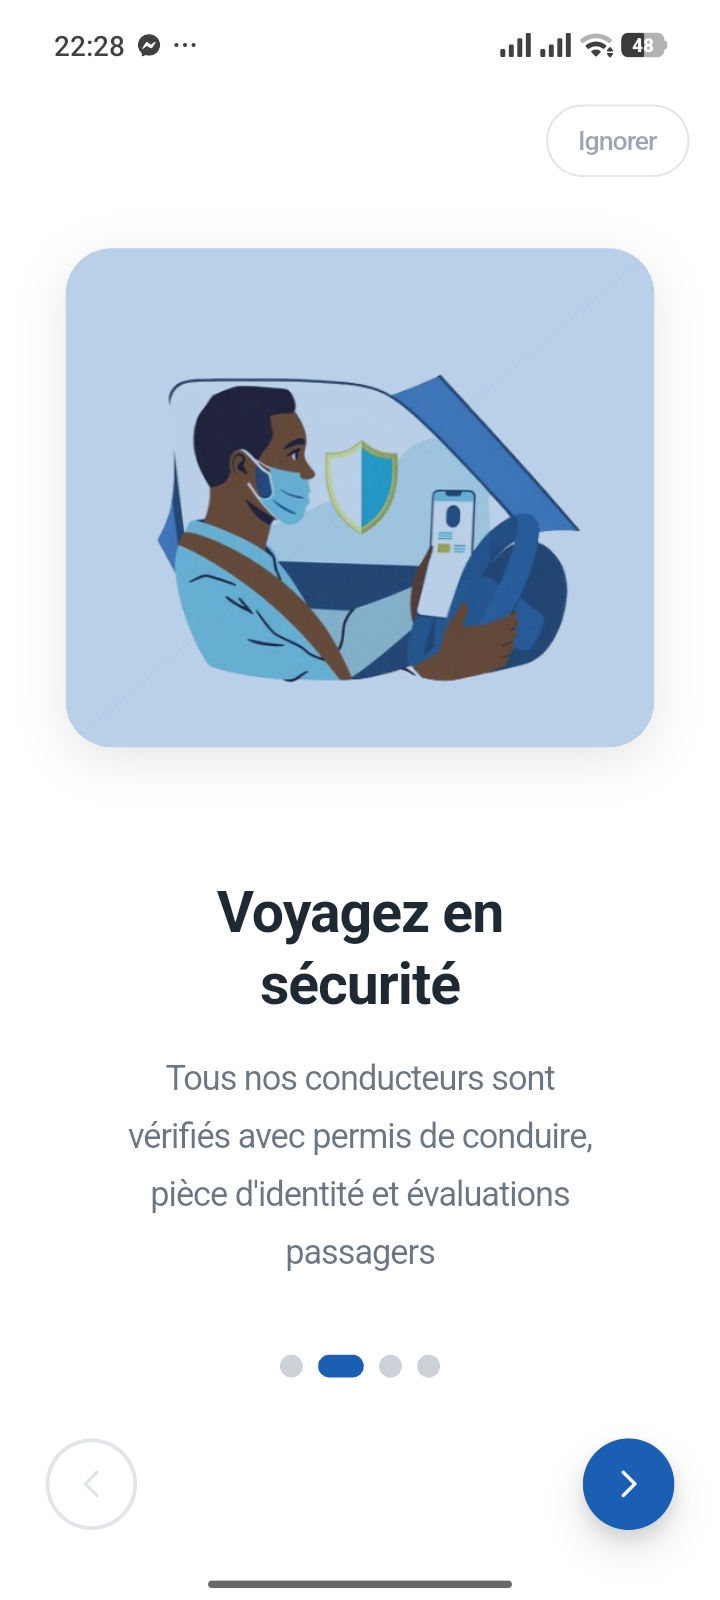 22:28
48
Ignorer
Voyagez en
sécurité
Tous nos conducteurs sont
vérifiés avec permis de conduire,
pièce d'identité et évaluations
passagers